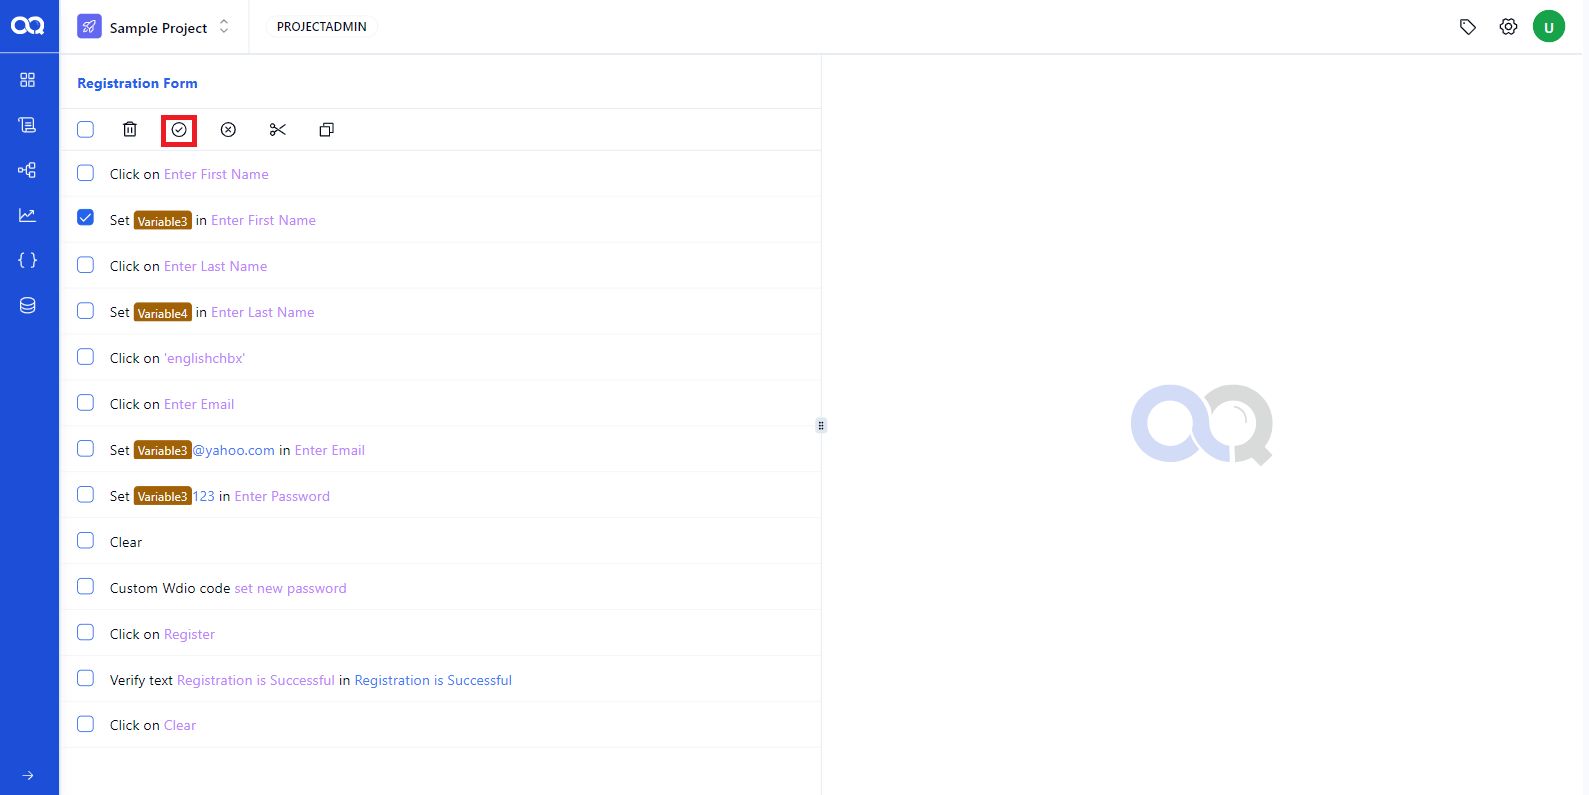 Sample Project
PROJECTADMIN
U
Registration Form
Click on Enter First Name
Set Variable3 in Enter First Name
Click on Enter Last Name
Set Variable4 in Enter Last Name
Click on 'englishchbx'
Click on Enter Email
Set Variable3@yahoo.com in Enter Email
Set Variable3 123 in Enter Password
Clear
Custom Wdio code set new password
Click on Register
Verify text Registration is Successful in Registration is Successful
Click on Clear